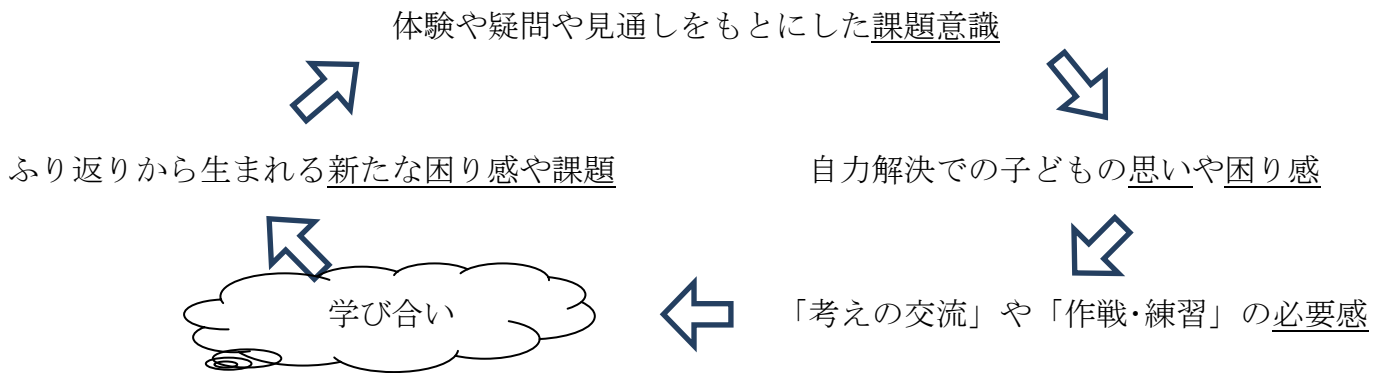 体験や疑問や見通しをもとにした課題意識
ふり返りから生まれる新たな困り感や課題
自力解決での子どもの思いや困り感
学び合い
「考えの交流」や「作戦・練習」の必要感